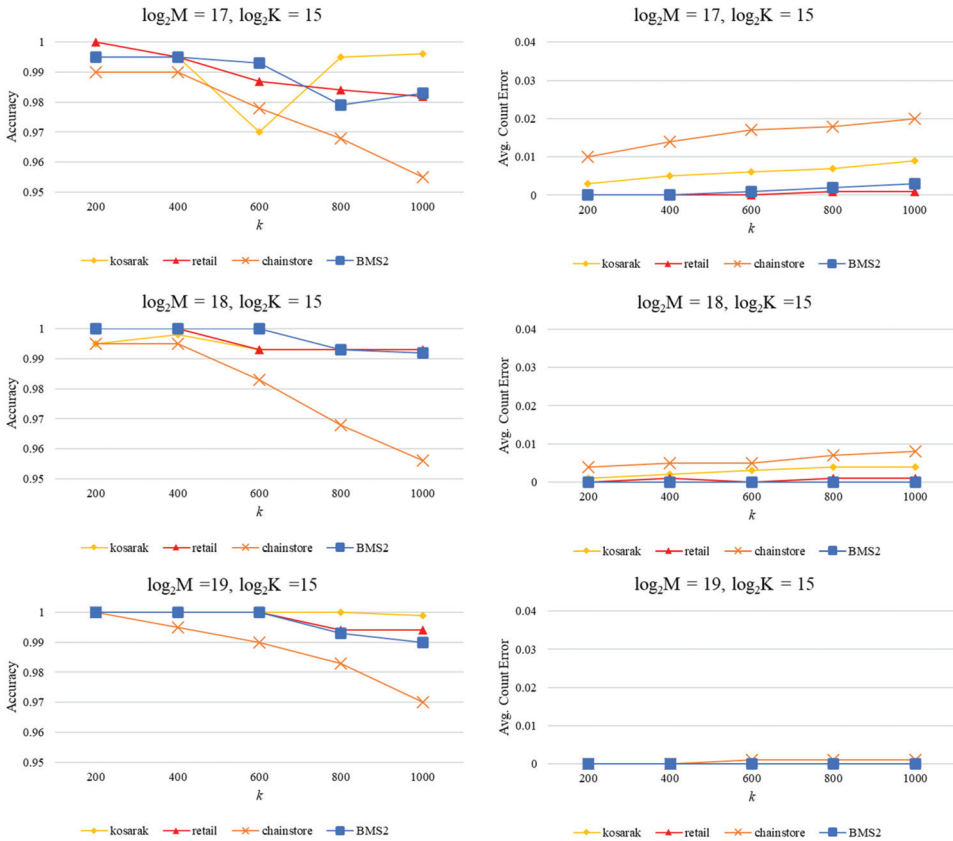 log₂M = 17, log₂K = 15
1
0.99
0.98
0.97
0.96
0.95
Accuracy
200 400 600 800 1000
k
kosarak retail chainstore BMS2
log₂M = 17, log₂K = 15
0.04
0.03
0.02
0.01
0
Avg. Count Error
200 400 600 800 1000
k
kosarak retail chainstore BMS2
log₂M = 18, log₂K = 15
1
0.99
0.98
0.97
0.96
0.95
Accuracy
200 400 600 800 1000
k
kosarak retail chainstore BMS2
log₂M = 18, log₂K =15
0.04
0.03
0.02
0.01
0
Avg. Count Error
200 400 600 800 1000
k
kosarak retail chainstore BMS2
log₂M =19, log₂K =15
1
0.99
0.98
0.97
0.96
0.95
Accuracy
200 400 600 800 1000
k
kosarak retail chainstore BMS2
log₂M = 19, log₂K = 15
0.04
0.03
0.02
0.01
0
Avg. Count Error
200 400 600 800 1000
k
kosarak retail chainstore BMS2